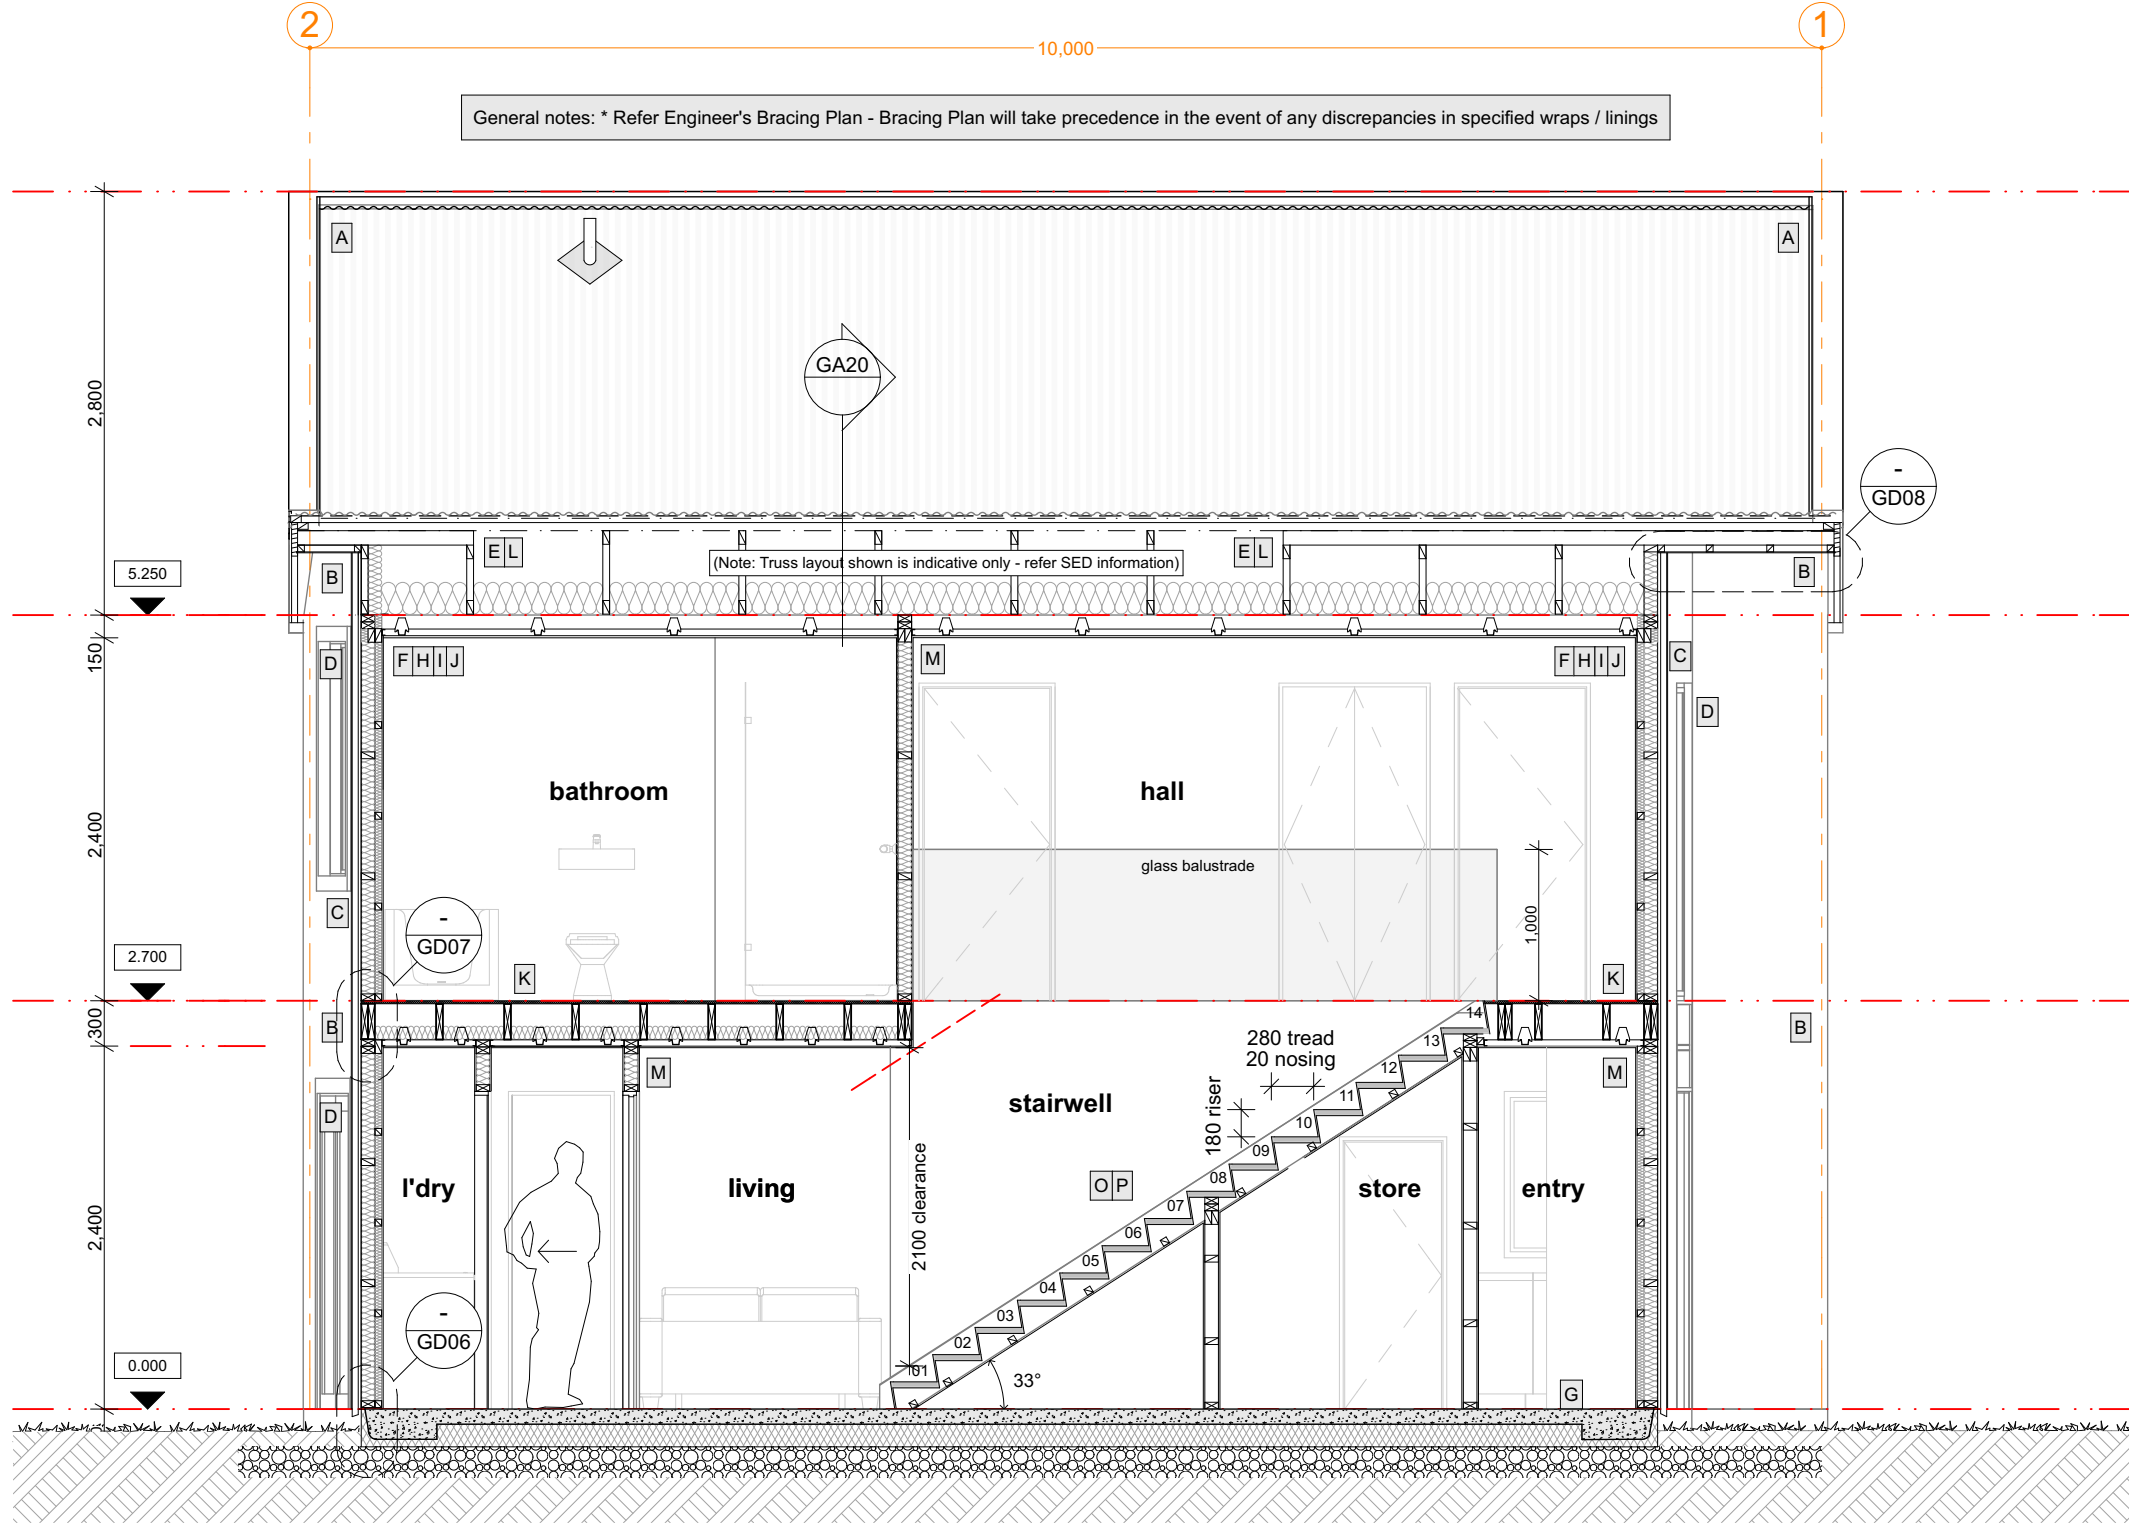 2
1
10,000
General notes: * Refer Engineer's Bracing Plan - Bracing Plan will take precedence in the event of any discrepancies in specified wraps / linings
A
A
2,800
GA20
-
GD08
E L
(Note: Truss layout shown is indicative only - refer SED information)
E L
5.250
B
B
150
D
F H I J
M
F H I J
C
D
bathroom
hall
2,400
glass balustrade
1,000
C
-
GD07
2.700
K
K
300
B
14
B
280 tread
20 nosing
13
M
12
M
180 riser
11
D
stairwell
10
09
2,400
l'dry
living
2100 clearance
O P
08
store
entry
07
06
05
04
-
GD06
03
02
0.000
01
33°
G